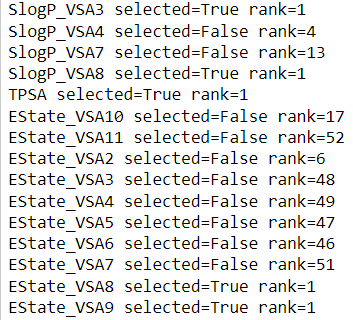 SlogP_VSA3 selected=True rank=1
SlogP_VSA4 selected=False rank=4
SlogP_VSA7 selected=False rank=13
SlogP_VSA8 selected=True rank=1
TPSA selected=True rank=1
EState_VSA10 selected=False rank=17
EState_VSA11 selected=False rank=52
EState_VSA2 selected=False rank=6
EState_VSA3 selected=False rank=48
EState_VSA4 selected=False rank=49
EState_VSA5 selected=False rank=47
EState_VSA6 selected=False rank=46
EState_VSA7 selected=False rank=51
EState_VSA8 selected=True rank=1
EState_VSA9 selected=True rank=1